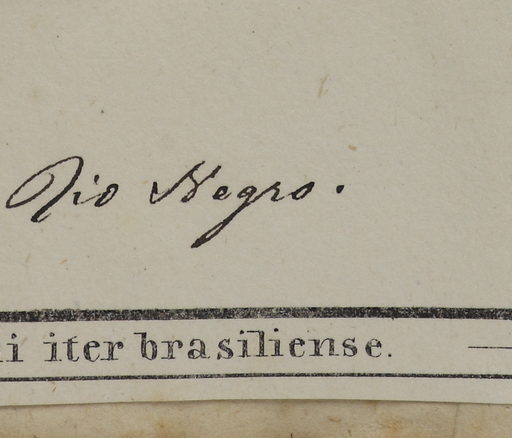 Rio Negro.
i iter brasiliense.